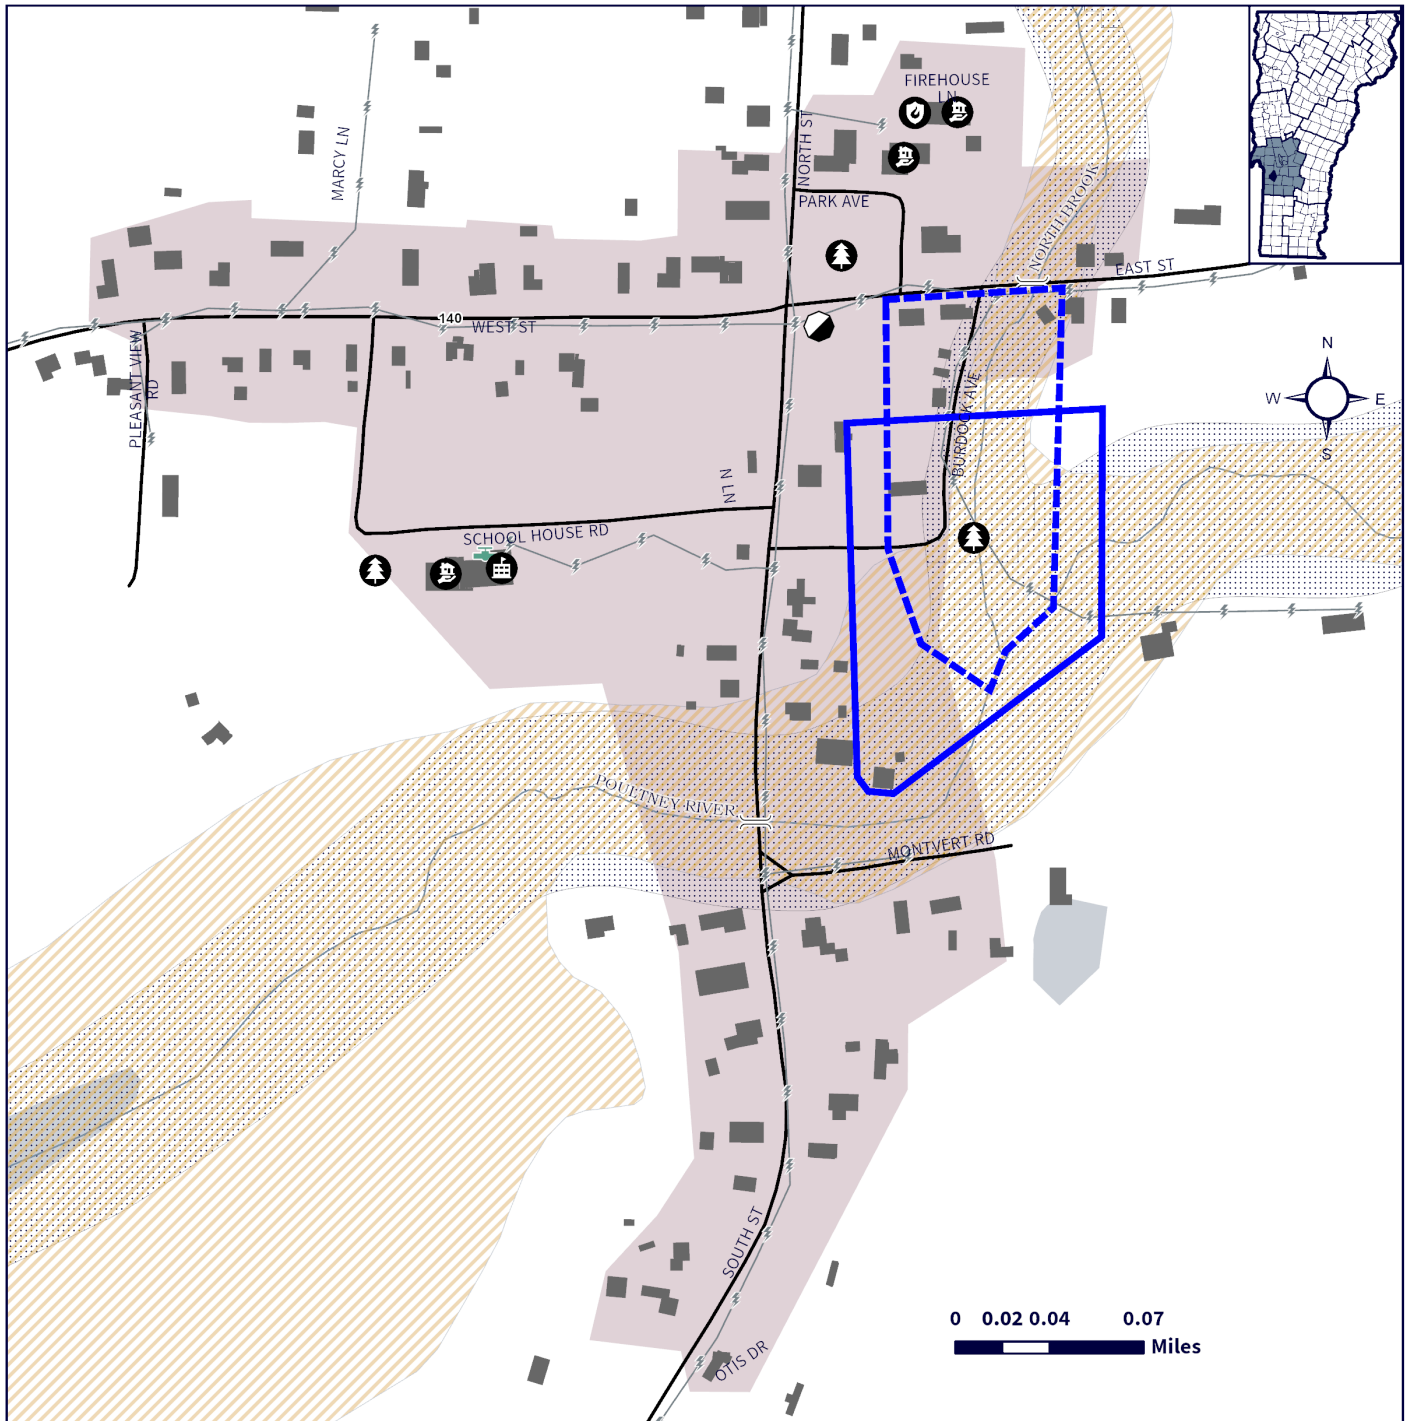 FIREHOUSE
LN
MARCY LN
NORTH ST
PARK AVE
NORTH BROOK
EAST ST
140
WEST ST
PLEASANT VIEW
RD
BURDOCK AVE
N
W
E
S
N LN
SCHOOL HOUSE RD
POULTNEY RIVER
MONTVERT RD
SOUTH ST
OTIS DR
0 0.02 0.04 0.07
Miles